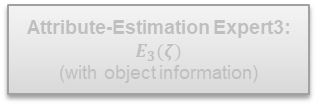 Attribute-Estimation Expert3:
𝑬₃(𝜻)
(with object information)